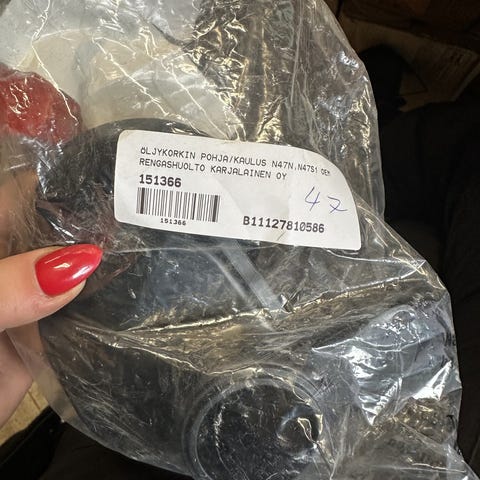 ÖLJYKORKIN POHJA/KAULUS N47N,N47S1 OEM
RENGASHUOLTO KARJALAINEN OY
151366
151366
B11127810586
47